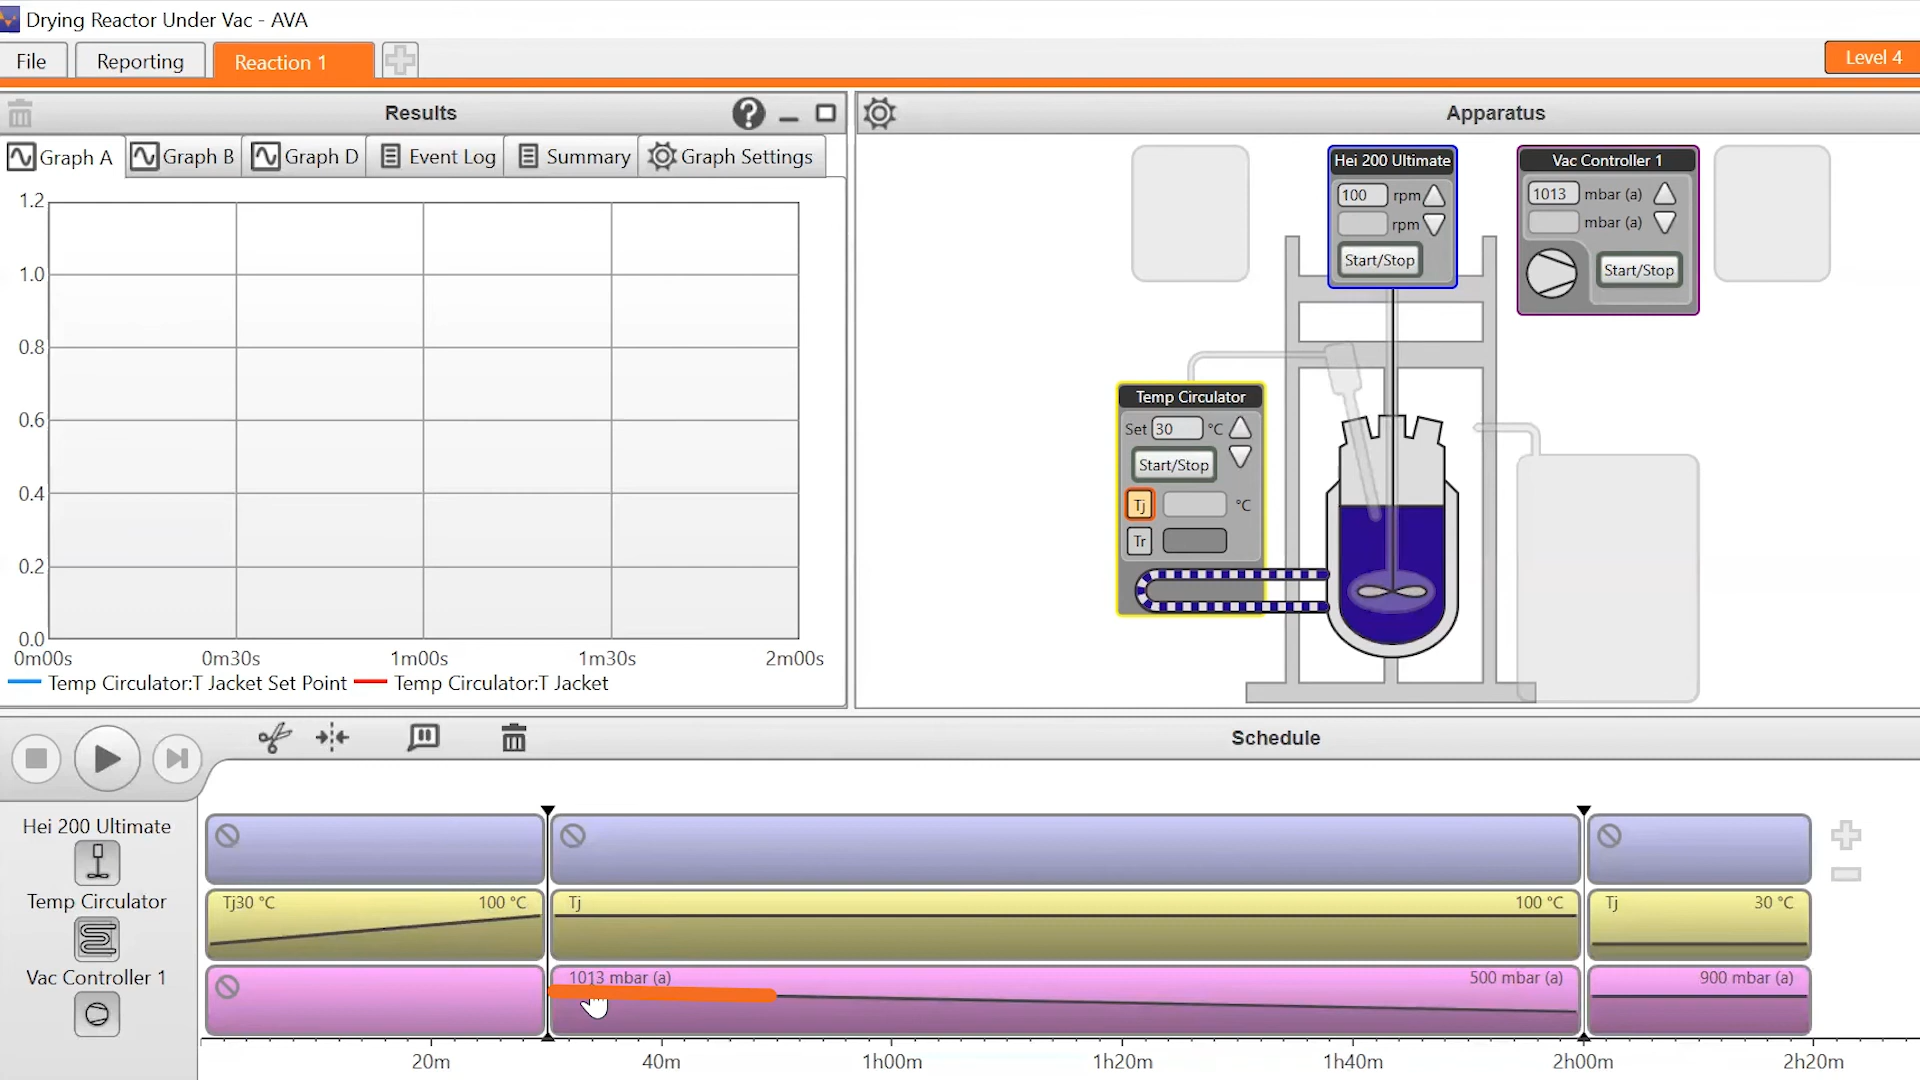 Drying Reactor Under Vac - AVA
File
Reporting
Reaction 1
Level 4
Results
?
Apparatus
Graph A
Graph B
Graph D
Event Log
Summary
Graph Settings
1.2
1.0
0.8
0.6
0.4
0.2
0.0
0m00s
0m30s
1m00s
1m30s
2m00s
Temp Circulator:T Jacket Set Point
Temp Circulator:T Jacket
Hei 200 Ultimate
100 rpm
rpm
Start/Stop
Vac Controller 1
1013 mbar (a)
mbar (a)
Start/Stop
Temp Circulator
Set 30 °C
Start/Stop
Tj °C
Tr
Schedule
Hei 200 Ultimate
Temp Circulator
Tj30 °C 100 °C
Tj 100 °C
Tj 30 °C
Vac Controller 1
1013 mbar (a) 500 mbar (a)
900 mbar (a)
20m
40m
1h00m
1h20m
1h40m
2h00m
2h20m